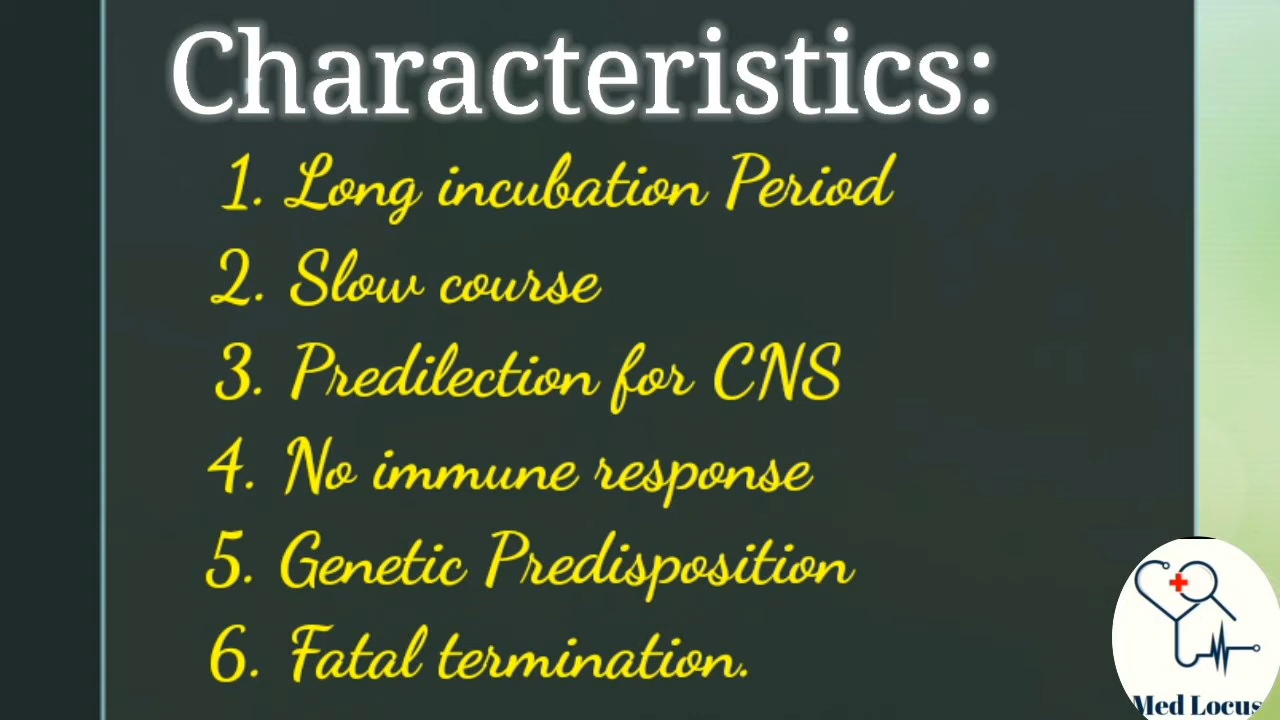 Characteristics:
1. Long incubation Period
2. Slow course
3. Predilection for CNS
4. No immune response
5. Genetic Predisposition
6. Fatal termination.
Med Locus